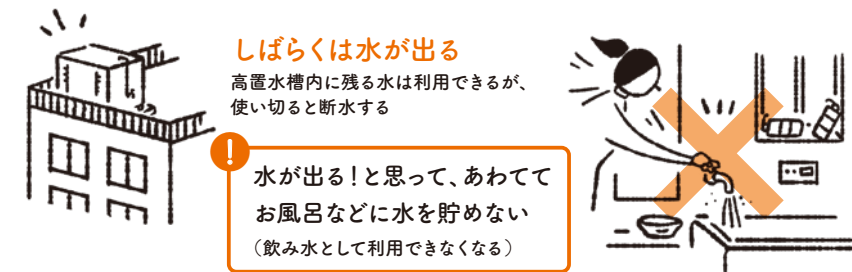 しばらくは水が出る
高置水槽内に残る水は利用できるが、
使い切ると断水する
!
水が出る!と思って、あわてて
お風呂などに水を貯めない
(飲み水として利用できなくなる)